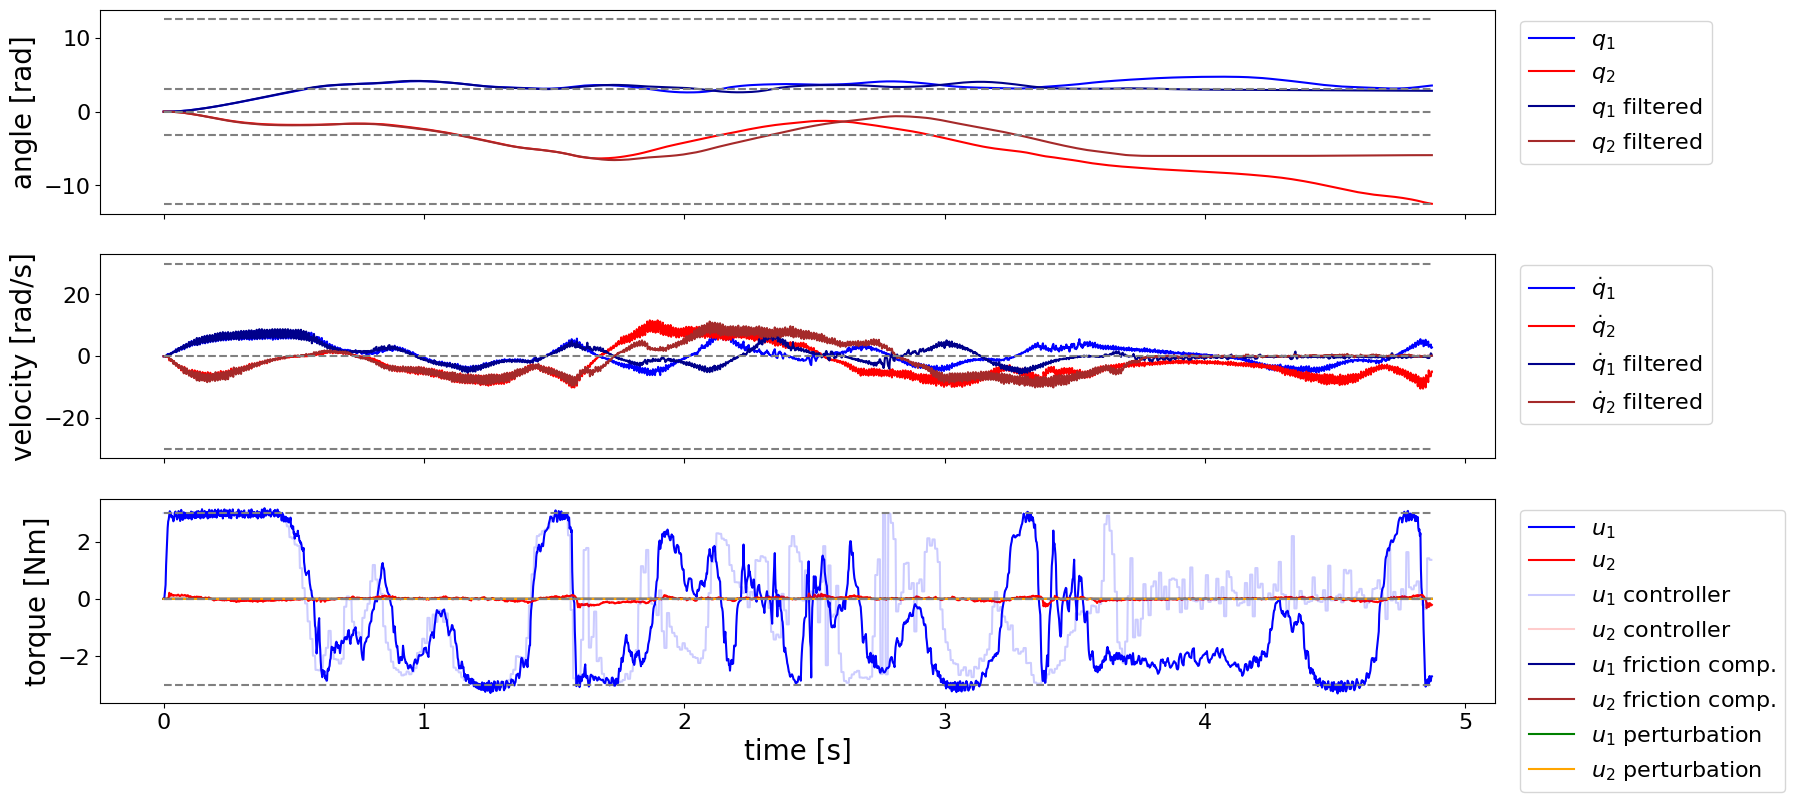 angle [rad]
10
0
−10
q₁
q₂
q₁ filtered
q₂ filtered
velocity [rad/s]
20
0
−20
q̇₁
q̇₂
q̇₁ filtered
q̇₂ filtered
torque [Nm]
2
0
−2
0 1 2 3 4 5
time [s]
u₁
u₂
u₁ controller
u₂ controller
u₁ friction comp.
u₂ friction comp.
u₁ perturbation
u₂ perturbation